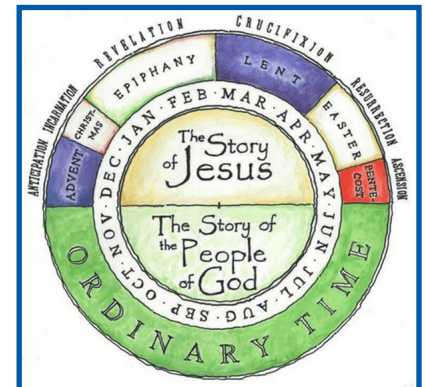 ANTICIPATION
INCARNATION
REVELATION
CRUCIFIXION
RESURRECTION
ASCENSION
ADVENT
CHRIST-
MAS
EPIPHANY
LENT
EASTER
PENTE-
COST
ORDINARY TIME
JAN · FEB · MAR · APR · MAY · JUN · JUL · AUG · SEP · OCT · NOV · DEC
The Story
of Jesus
The Story of
the People
of God